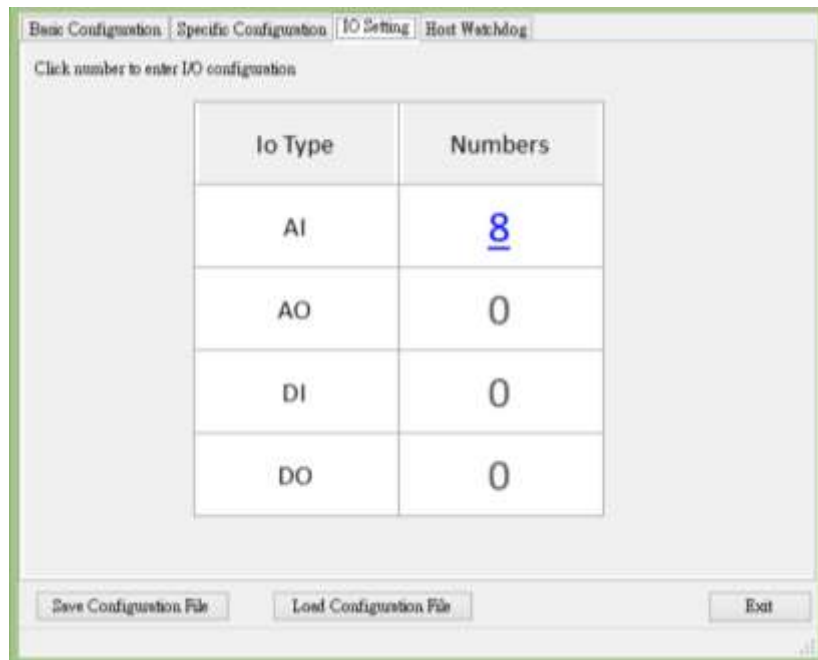 Basic Configuration Specific Configuration IO Setting Host Watchdog
Click number to enter I/O configuration
Io Type Numbers
AI 8
AO 0
DI 0
DO 0
Save Configuration File Load Configuration File Exit